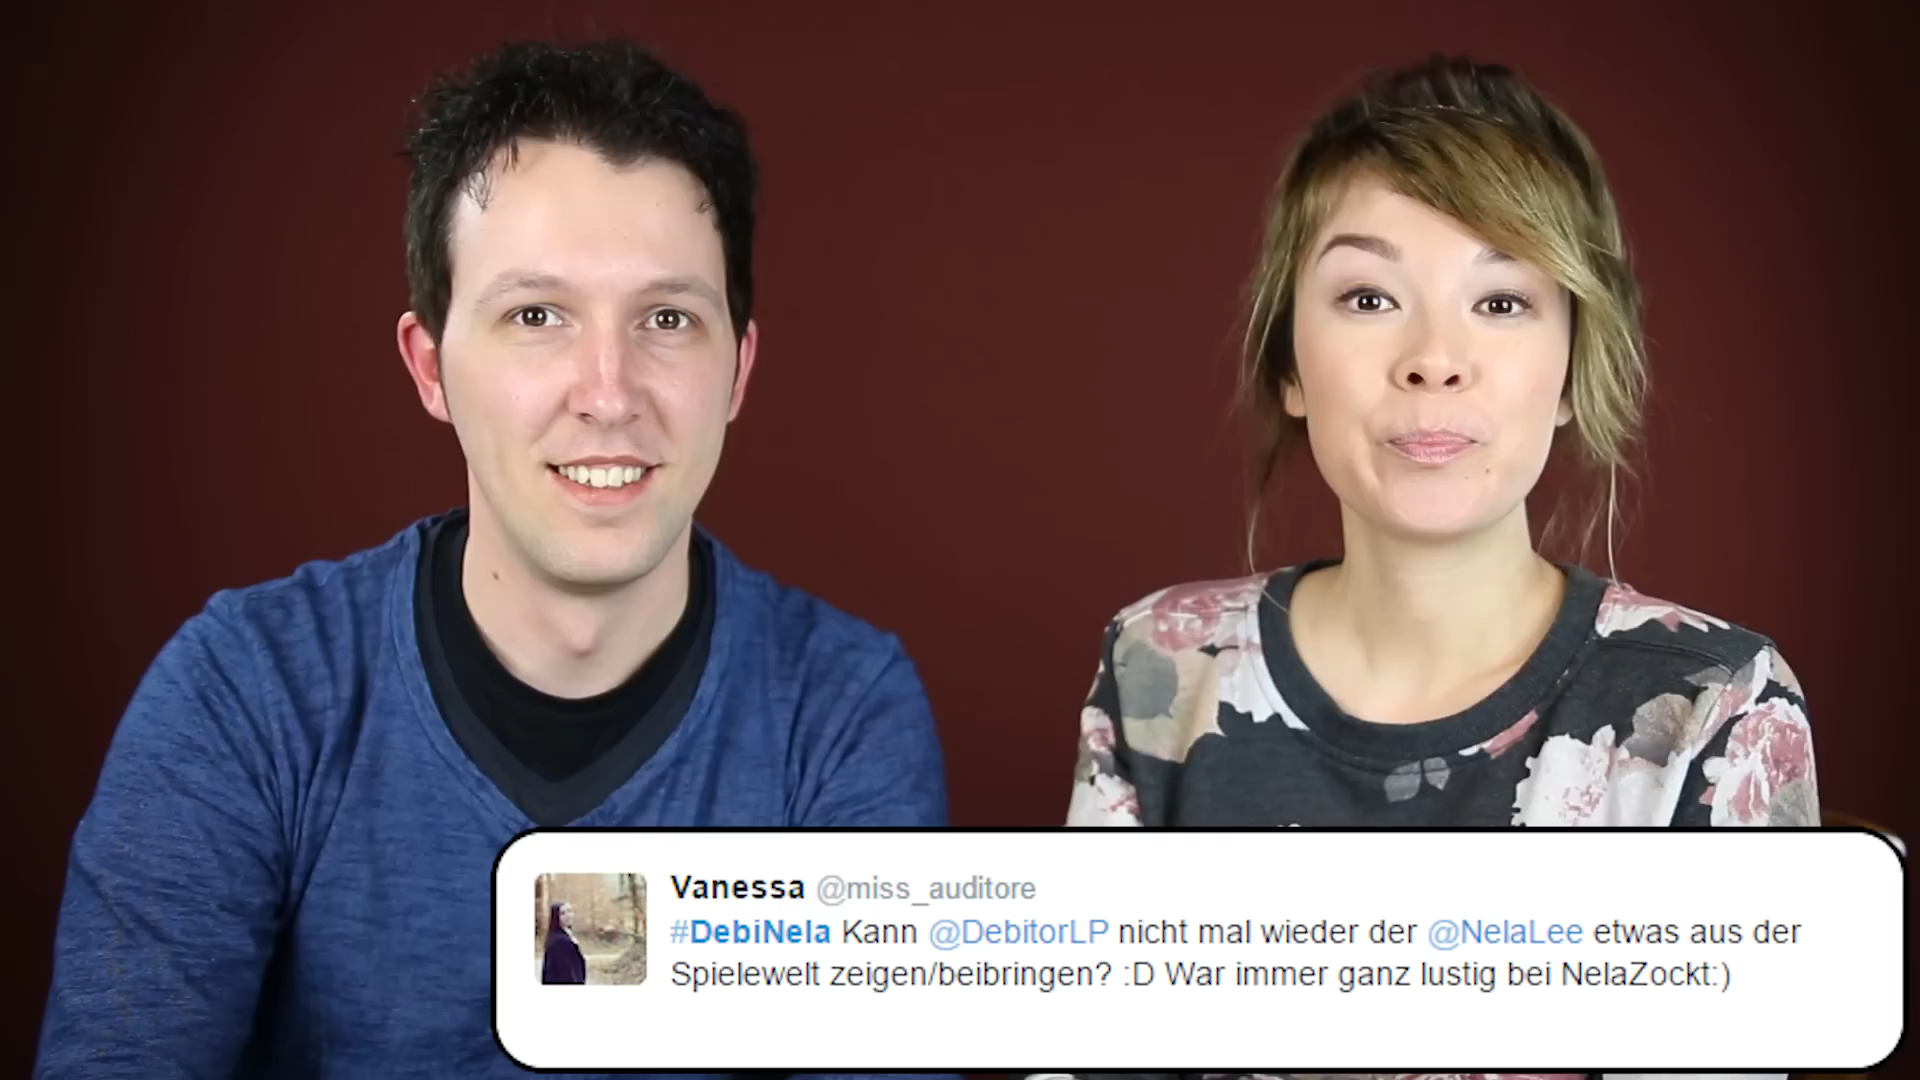 Vanessa @miss_auditore
#DebiNela Kann @DebitorLP nicht mal wieder der @NelaLee etwas aus der
Spielewelt zeigen/beibringen? :D War immer ganz lustig bei NelaZockt:)